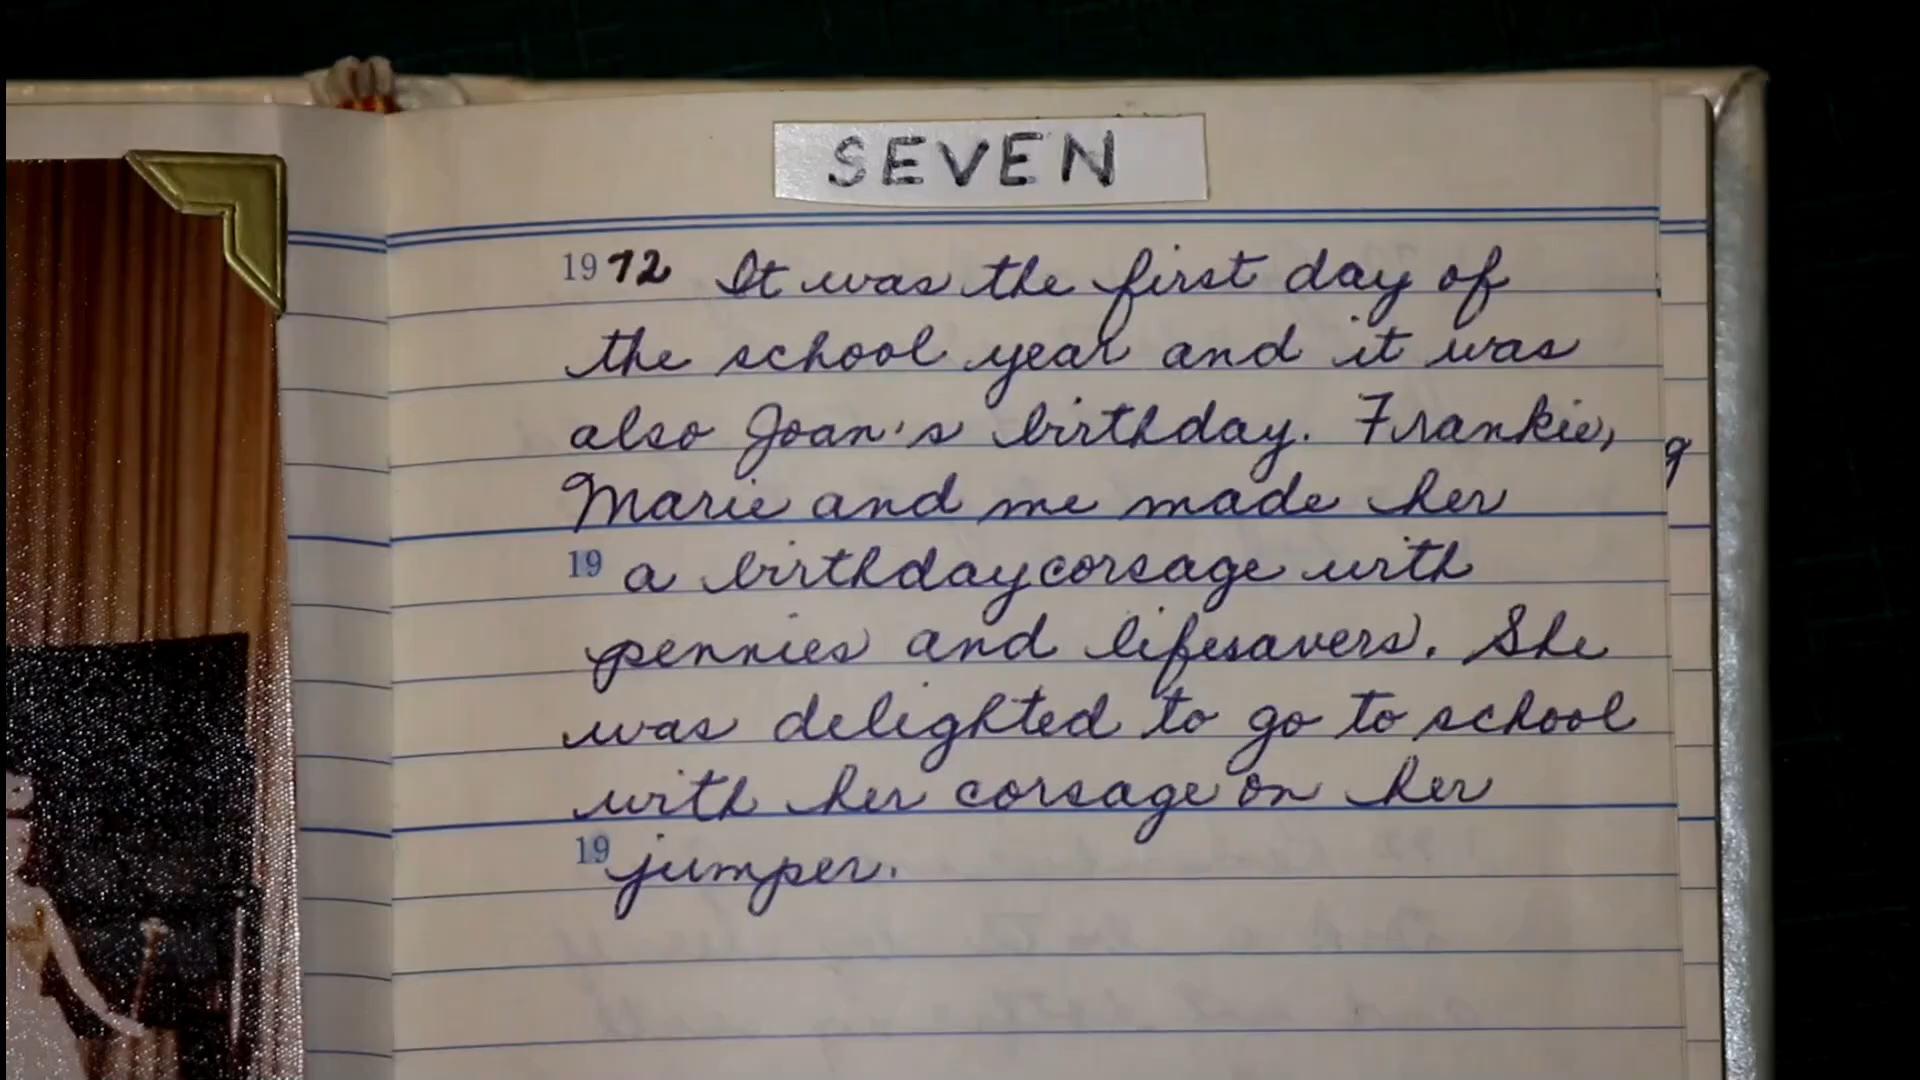 SEVEN
1972 It was the first day of
the school year and it was
also Joan's birthday. Frankie,
Marie and me made her
19 a birthday corsage with
pennies and lifesavers. She
was delighted to go to school
with her corsage on her
19 jumper.
g